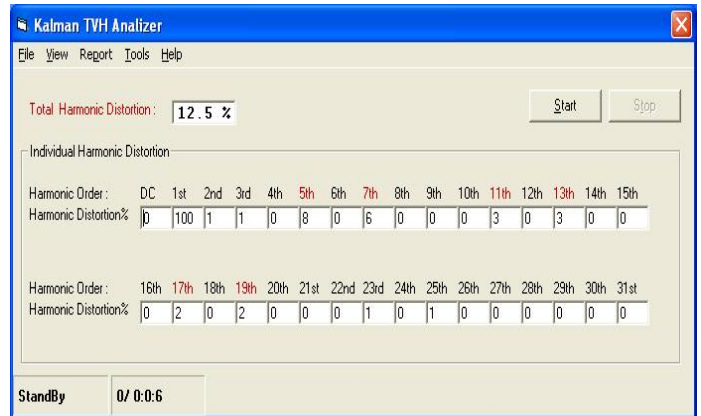 Kalman TVH Analizer
File View Report Tools Help
Total Harmonic Distortion : 12.5 % Start Stop
Individual Harmonic Distortion
Harmonic Order : DC 1st 2nd 3rd 4th 5th 6th 7th 8th 9th 10th 11th 12th 13th 14th 15th
Harmonic Distortion% 0 100 1 1 0 8 0 6 0 0 0 3 0 3 0 0
Harmonic Order : 16th 17th 18th 19th 20th 21st 22nd 23rd 24th 25th 26th 27th 28th 29th 30th 31st
Harmonic Distortion% 0 2 0 2 0 0 0 1 0 1 0 0 0 0 0 0
StandBy 0/ 0:0:6